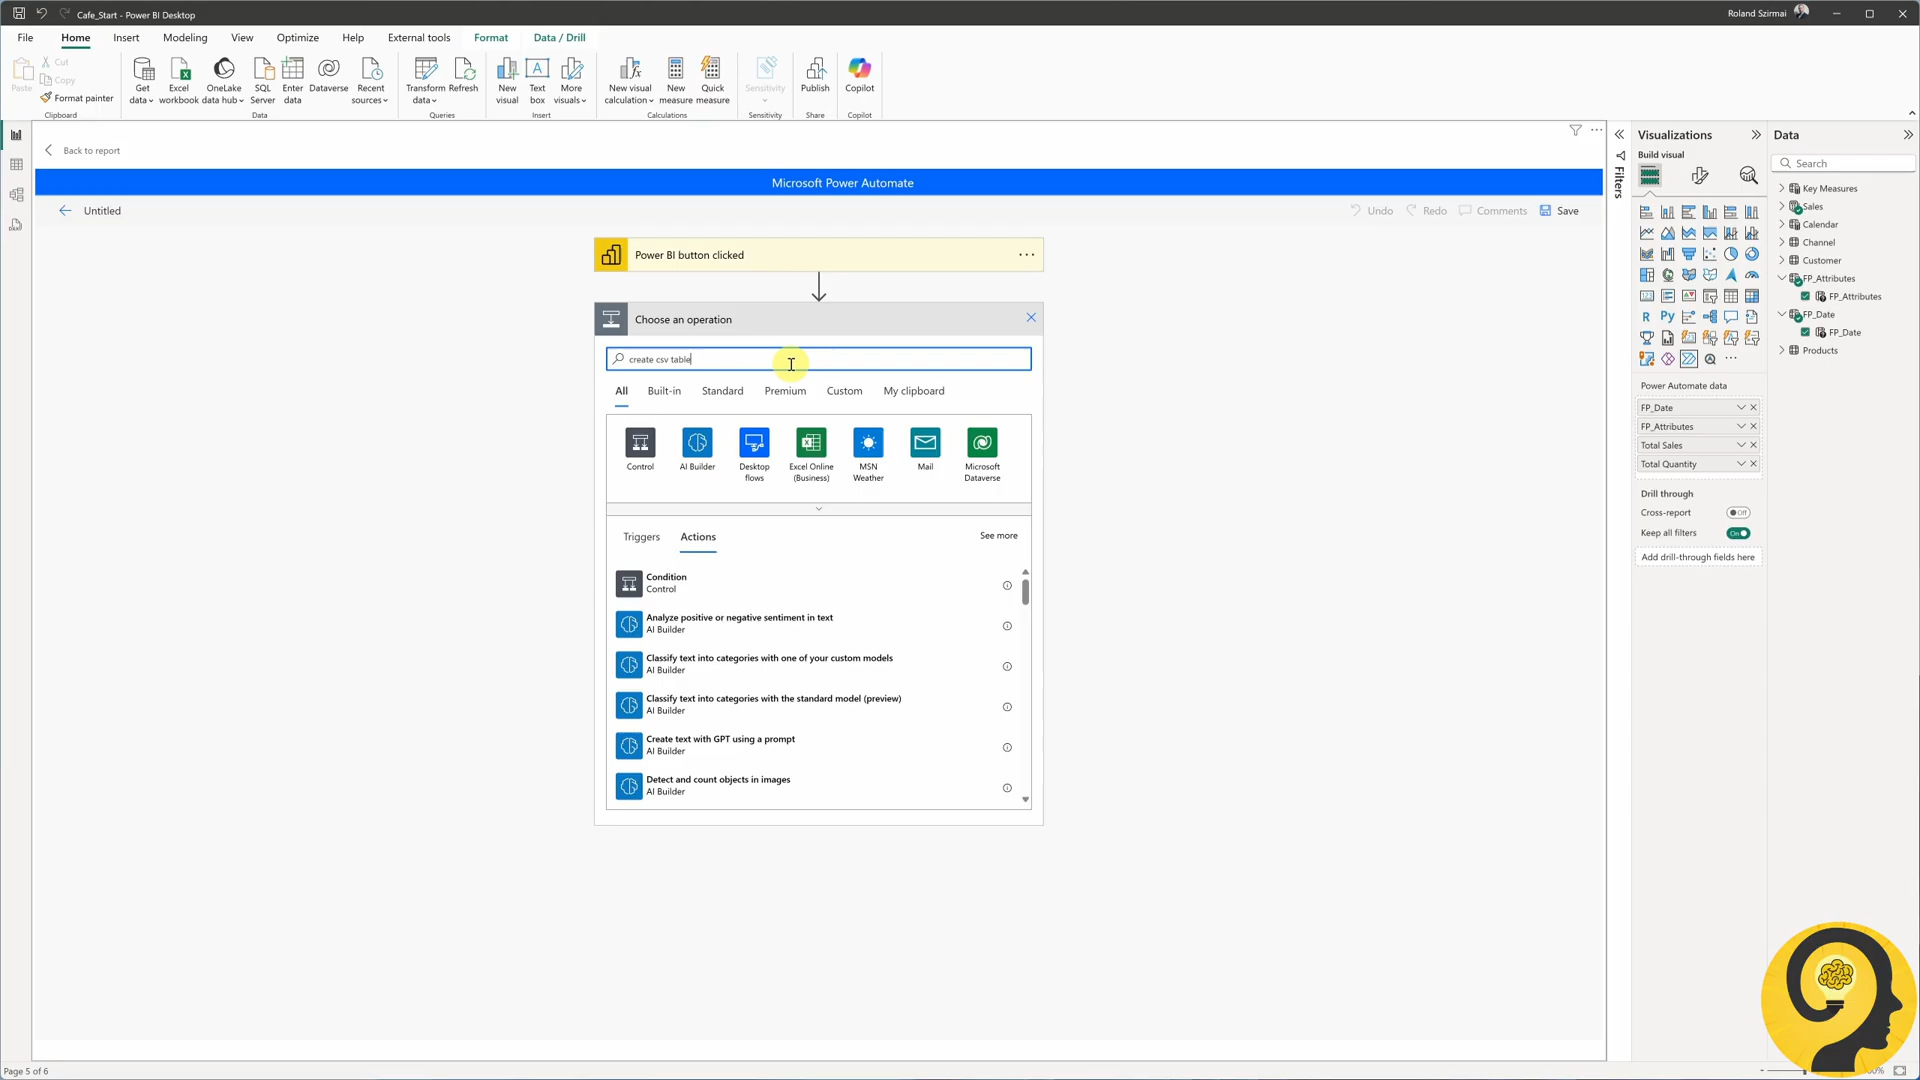 Cafe_Start - Power BI Desktop
Roland Szirmai
File
Home
Insert
Modeling
View
Optimize
Help
External tools
Format
Data / Drill
Paste
Cut
Copy
Format painter
Clipboard
Get data
Excel workbook
OneLake data hub
SQL Server
Enter data
Dataverse
Recent sources
Data
Transform data
Refresh
Queries
New visual
Text box
More visuals
Insert
New visual calculation
New measure
Quick measure
Calculations
Sensitivity
Sensitivity
Publish
Share
Copilot
Copilot
Back to report
Microsoft Power Automate
Untitled
Undo
Redo
Comments
Save
Power BI button clicked
Choose an operation
create csv table
All
Built-in
Standard
Premium
Custom
My clipboard
Control
AI Builder
Desktop flows
Excel Online (Business)
MSN Weather
Mail
Microsoft Dataverse
Triggers
Actions
See more
Condition
Control
Analyze positive or negative sentiment in text
AI Builder
Classify text into categories with one of your custom models
AI Builder
Classify text into categories with the standard model (preview)
AI Builder
Create text with GPT using a prompt
AI Builder
Detect and count objects in images
AI Builder
Filters
Visualizations
Build visual
R
Py
Power Automate data
FP_Date
FP_Attributes
Total Sales
Total Quantity
Drill through
Cross-report
Off
Keep all filters
On
Add drill-through fields here
Data
Search
Key Measures
Sales
Calendar
Channel
Customer
FP_Attributes
FP_Attributes
FP_Date
FP_Date
Products
Page 5 of 6